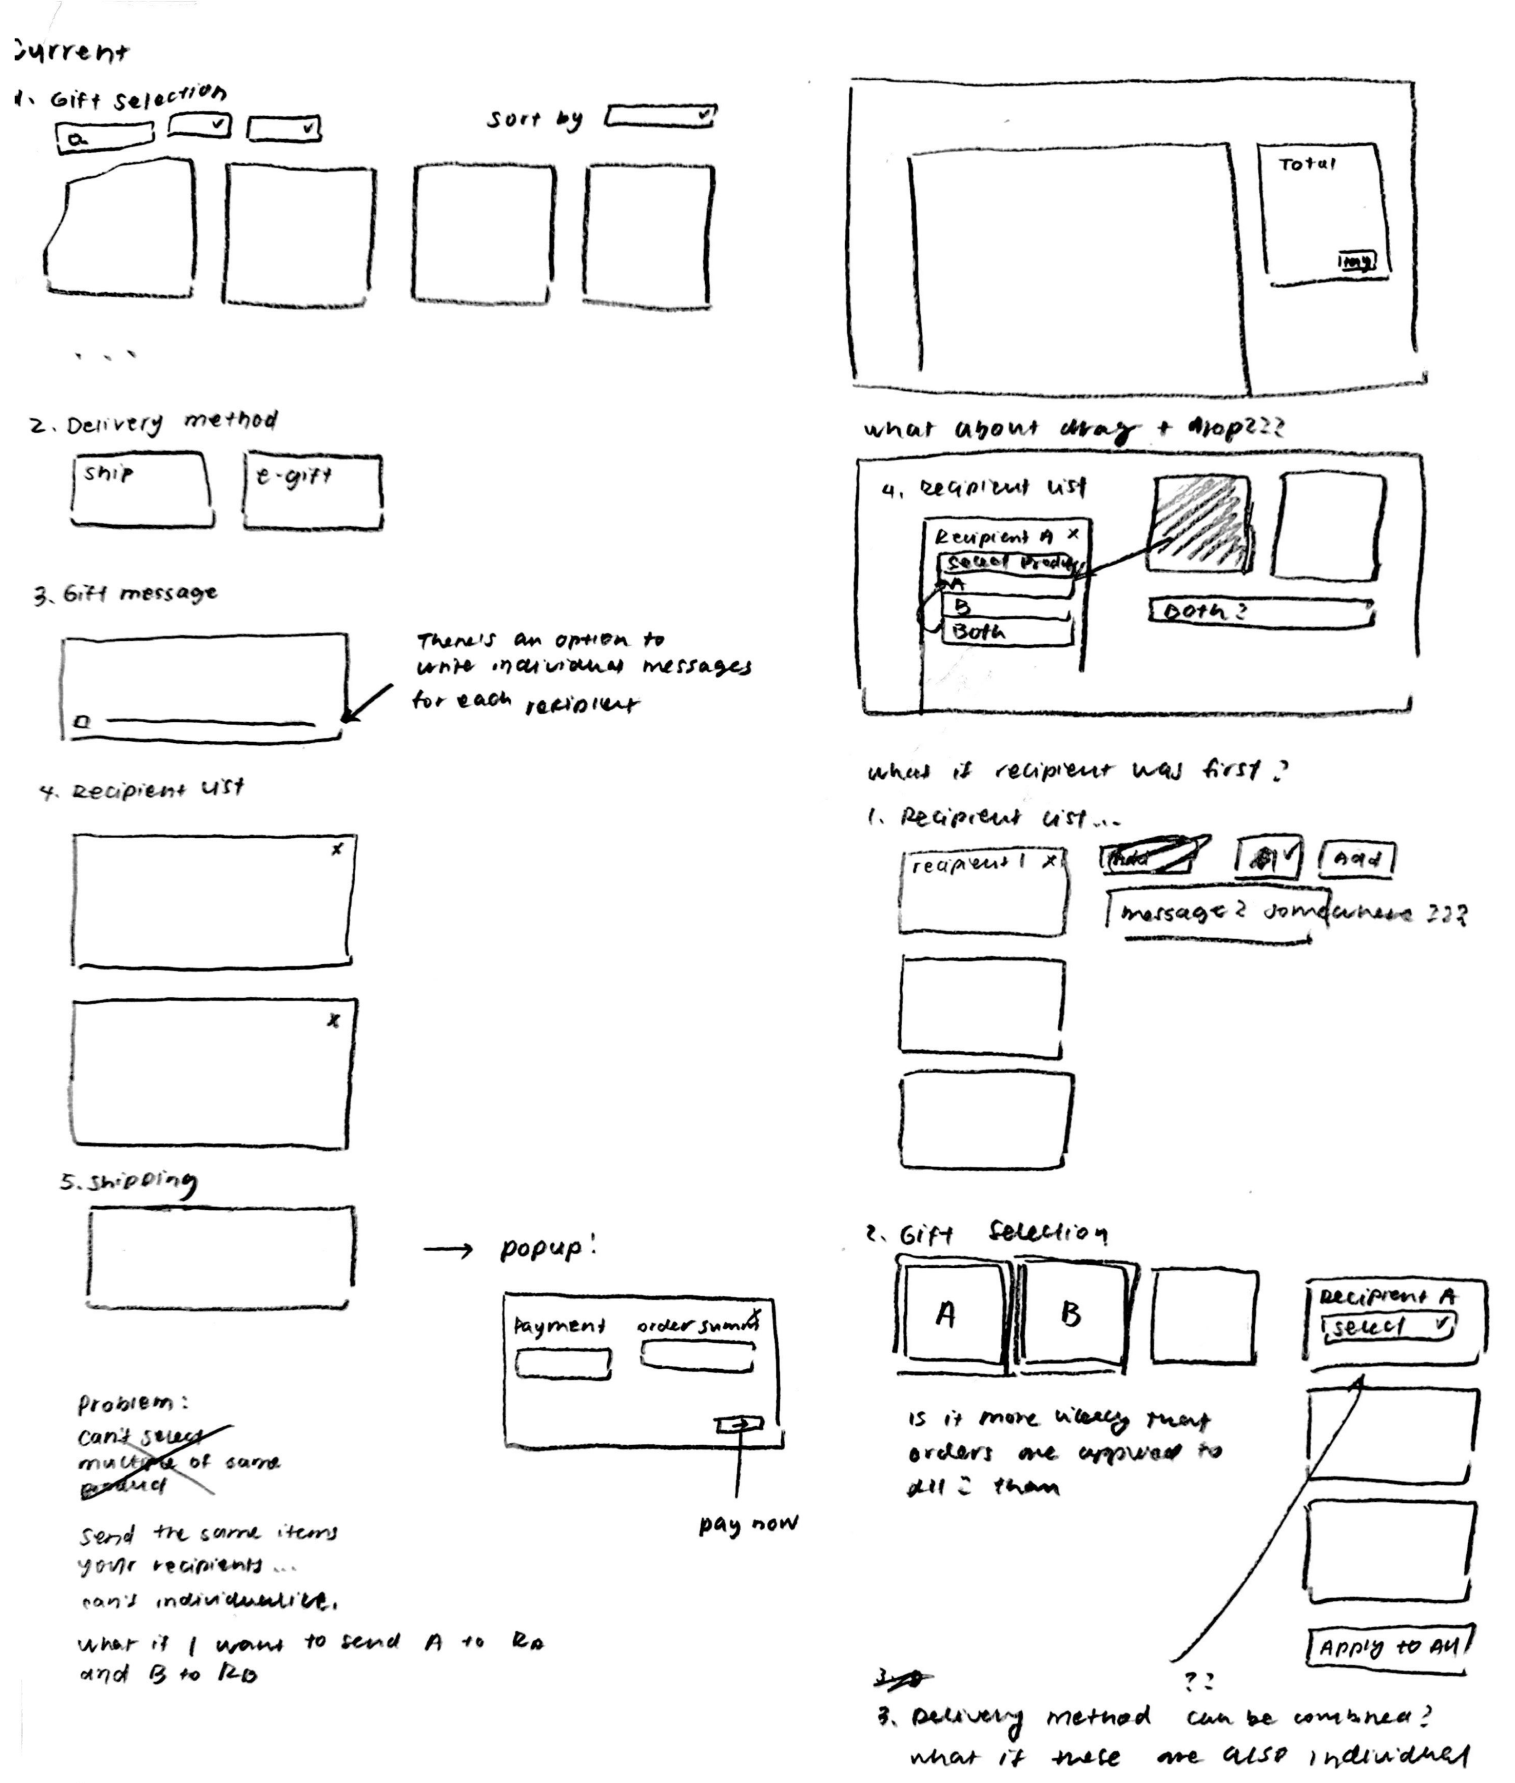 Current
1. Gift selection
sort by
...
2. Delivery method
ship
e-gift
3. Gift message
There's an option to
write individual messages
for each recipient
4. Recipient list
x
x
5. shipping
→ popup!
Payment
order summ
x
pay now
Problem:
can't select
multiple of same
product
send the same items
your recipients...
can't individualize.
what if I want to send A to RA
and B to RB
Total
pay
what about drag + drop???
4. Recipient list
Recipient A x
Select Product
A
B
Both
Both?
what if recipient was first?
1. Recipient list...
recipient 1 x
Add
Add
message? somewhere???
2. Gift selection
A
B
Recipient A
select
is it more likely that
orders are applied to
all? than
Apply to All
??
3.
3. Delivery method can be combined?
what if these are also individual